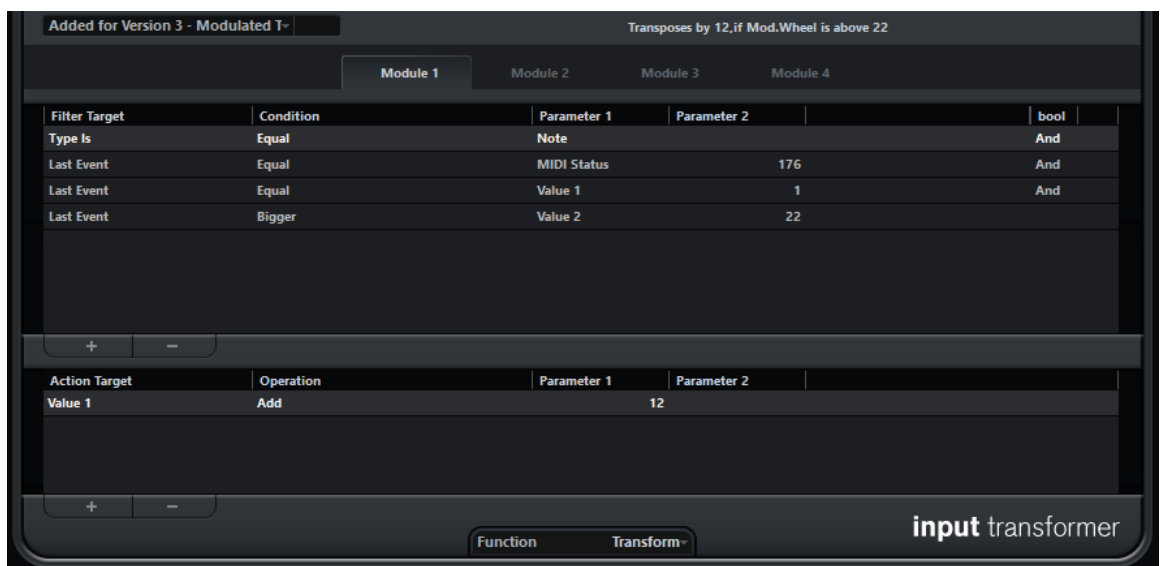 Added for Version 3 - Modulated T
Transposes by 12,if Mod.Wheel is above 22
Module 1 Module 2 Module 3 Module 4
Filter Target Condition Parameter 1 Parameter 2 bool
Type Is Equal Note And
Last Event Equal MIDI Status 176 And
Last Event Equal Value 1 1 And
Last Event Bigger Value 2 22
+ −
Action Target Operation Parameter 1 Parameter 2
Value 1 Add 12
+ −
input transformer
Function Transform